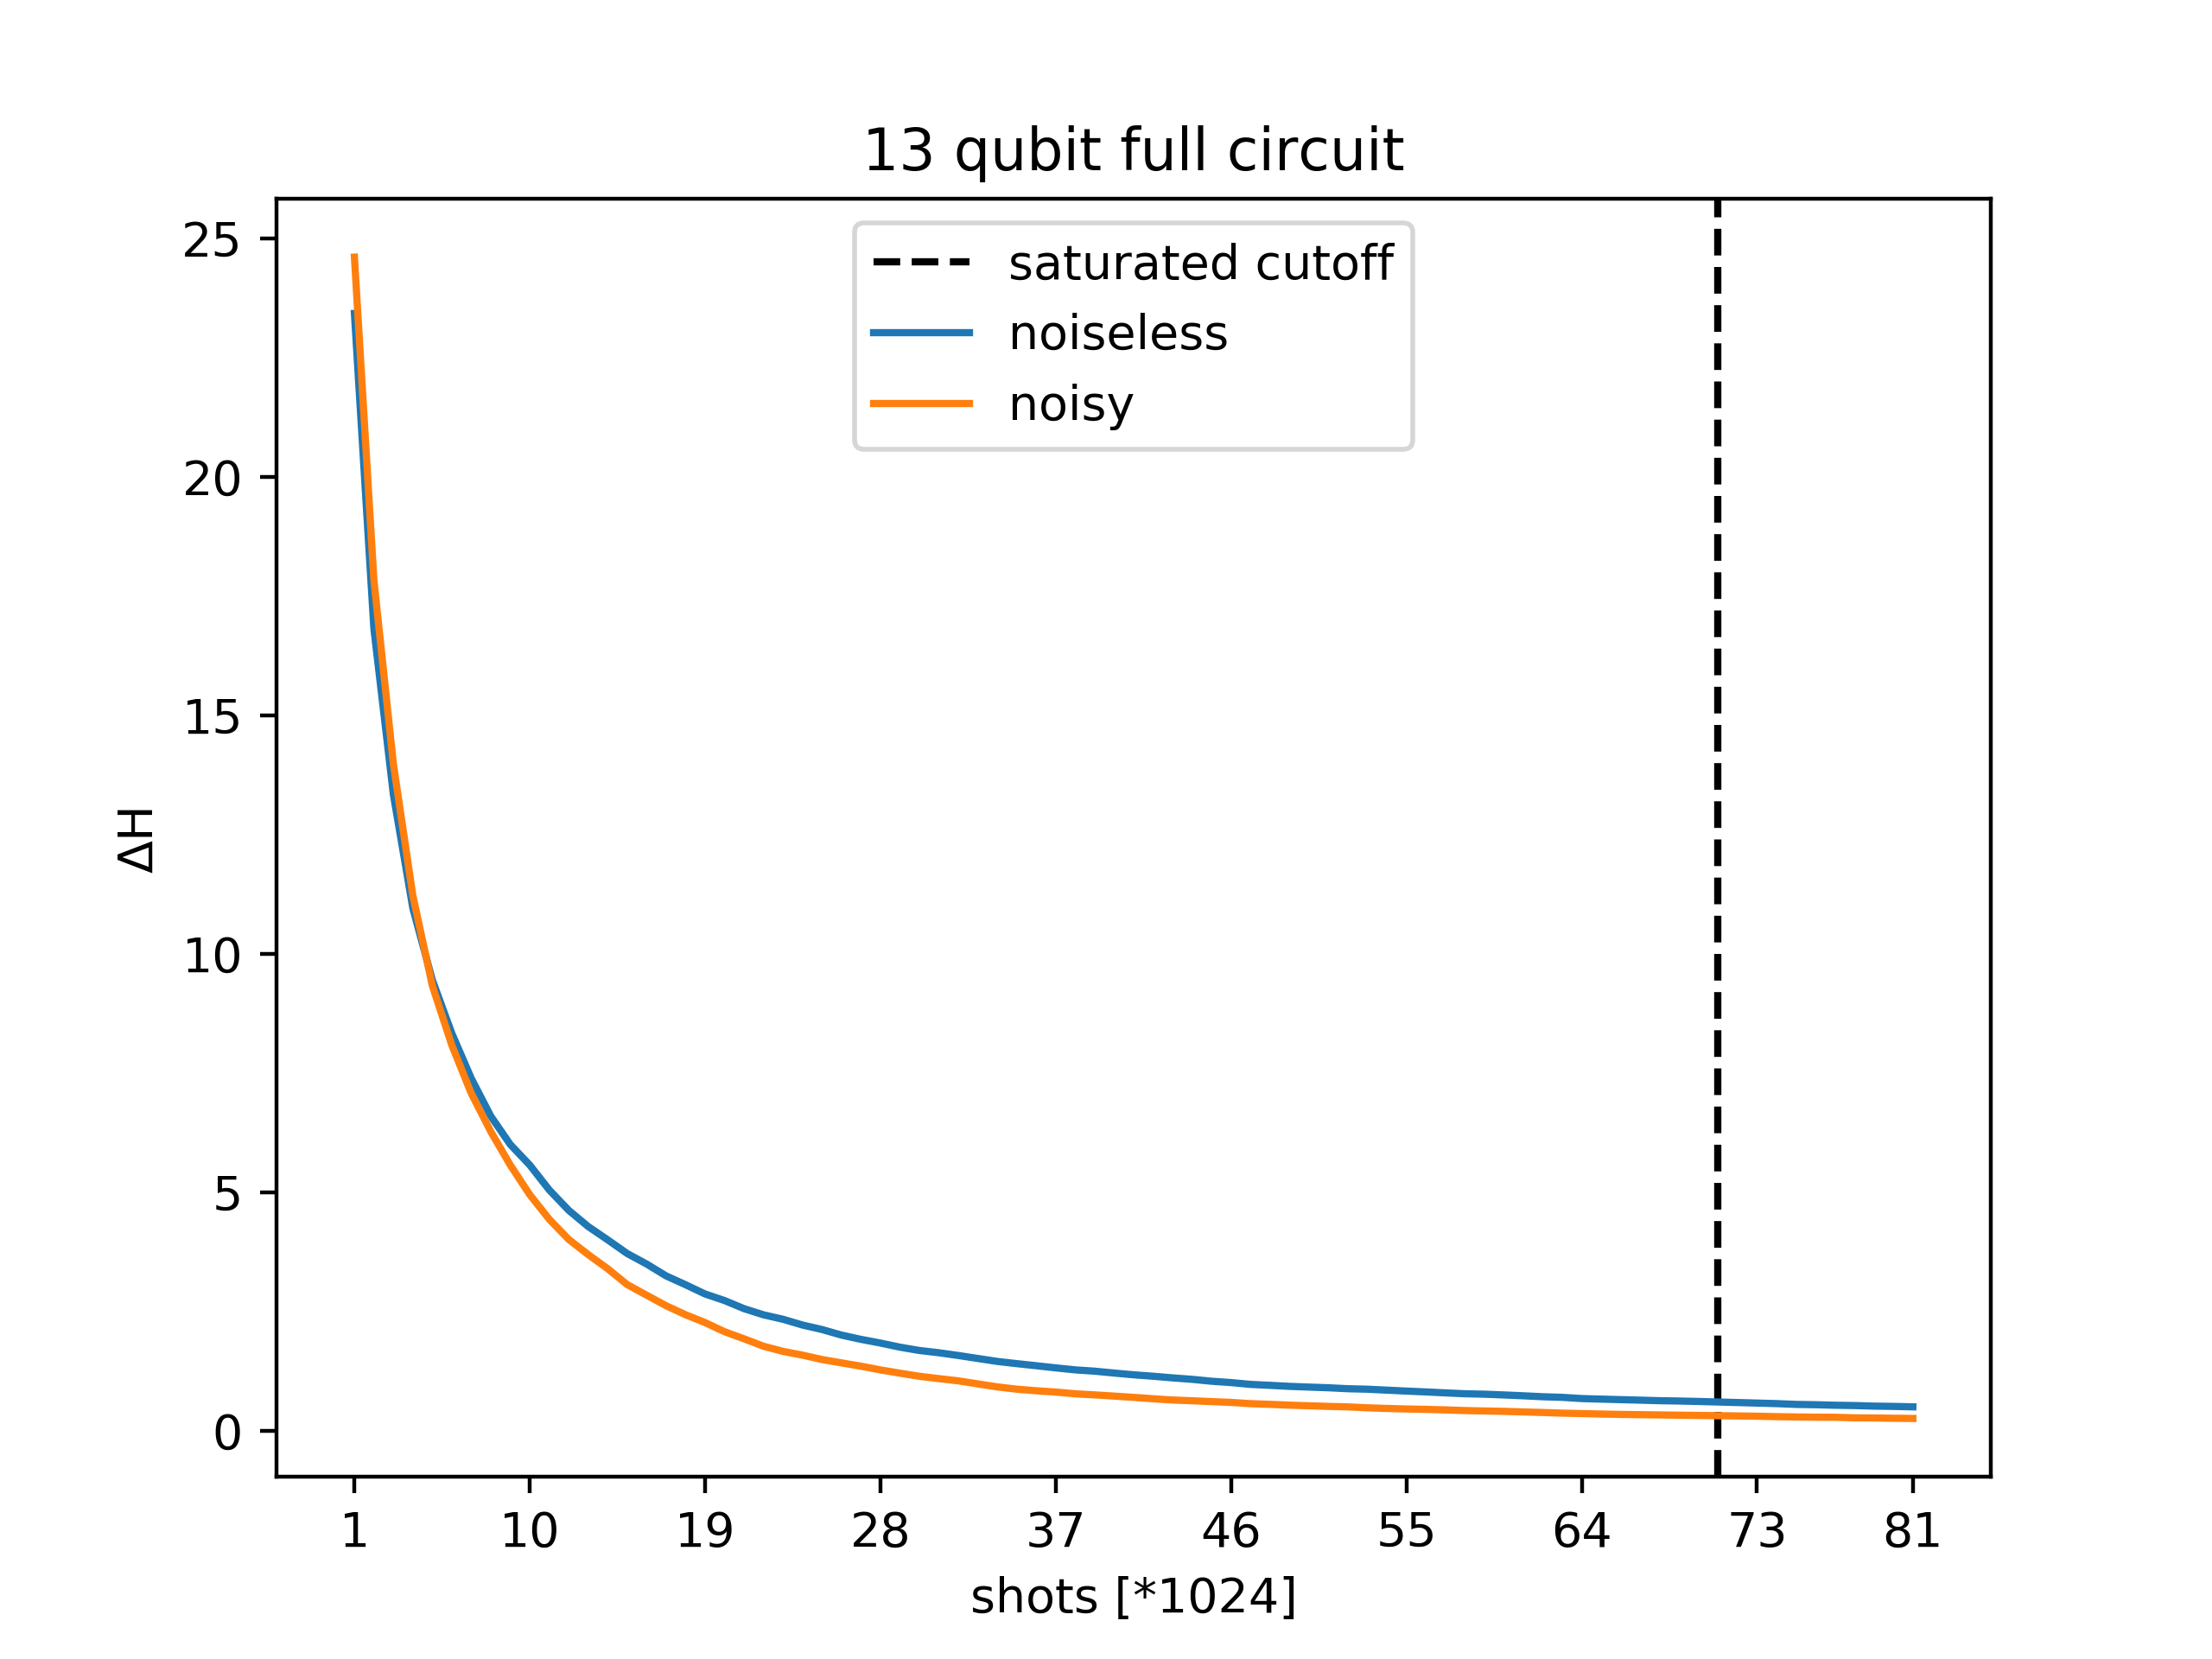 13 qubit full circuit
saturated cutoff
noiseless
noisy
25
20
15
10
5
0
ΔH
1 10 19 28 37 46 55 64 73 81
shots [*1024]